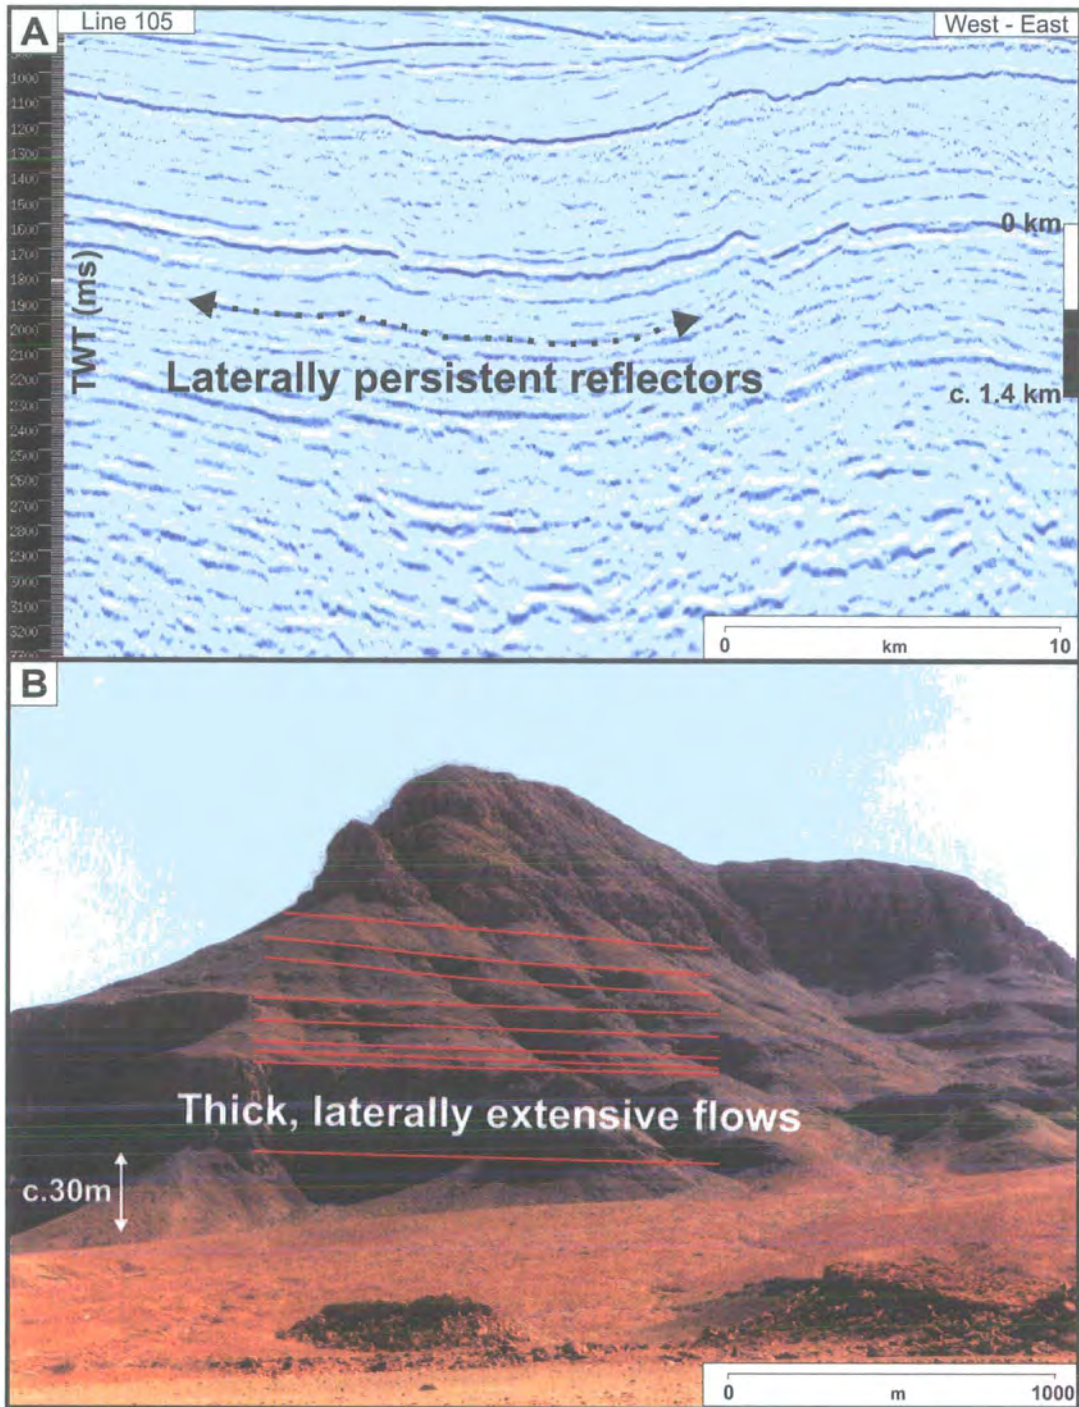 A
Line 105
West - East
1000
1100
1200
1300
1400
1500
1600
1700
1800
1900
2000
2100
2200
2300
2400
2500
2600
2700
2800
2900
3000
3100
3200
TWT (ms)
0 km
Laterally persistent reflectors
c. 1.4 km
0 km 10
B
Thick, laterally extensive flows
c.30m
0 m 1000